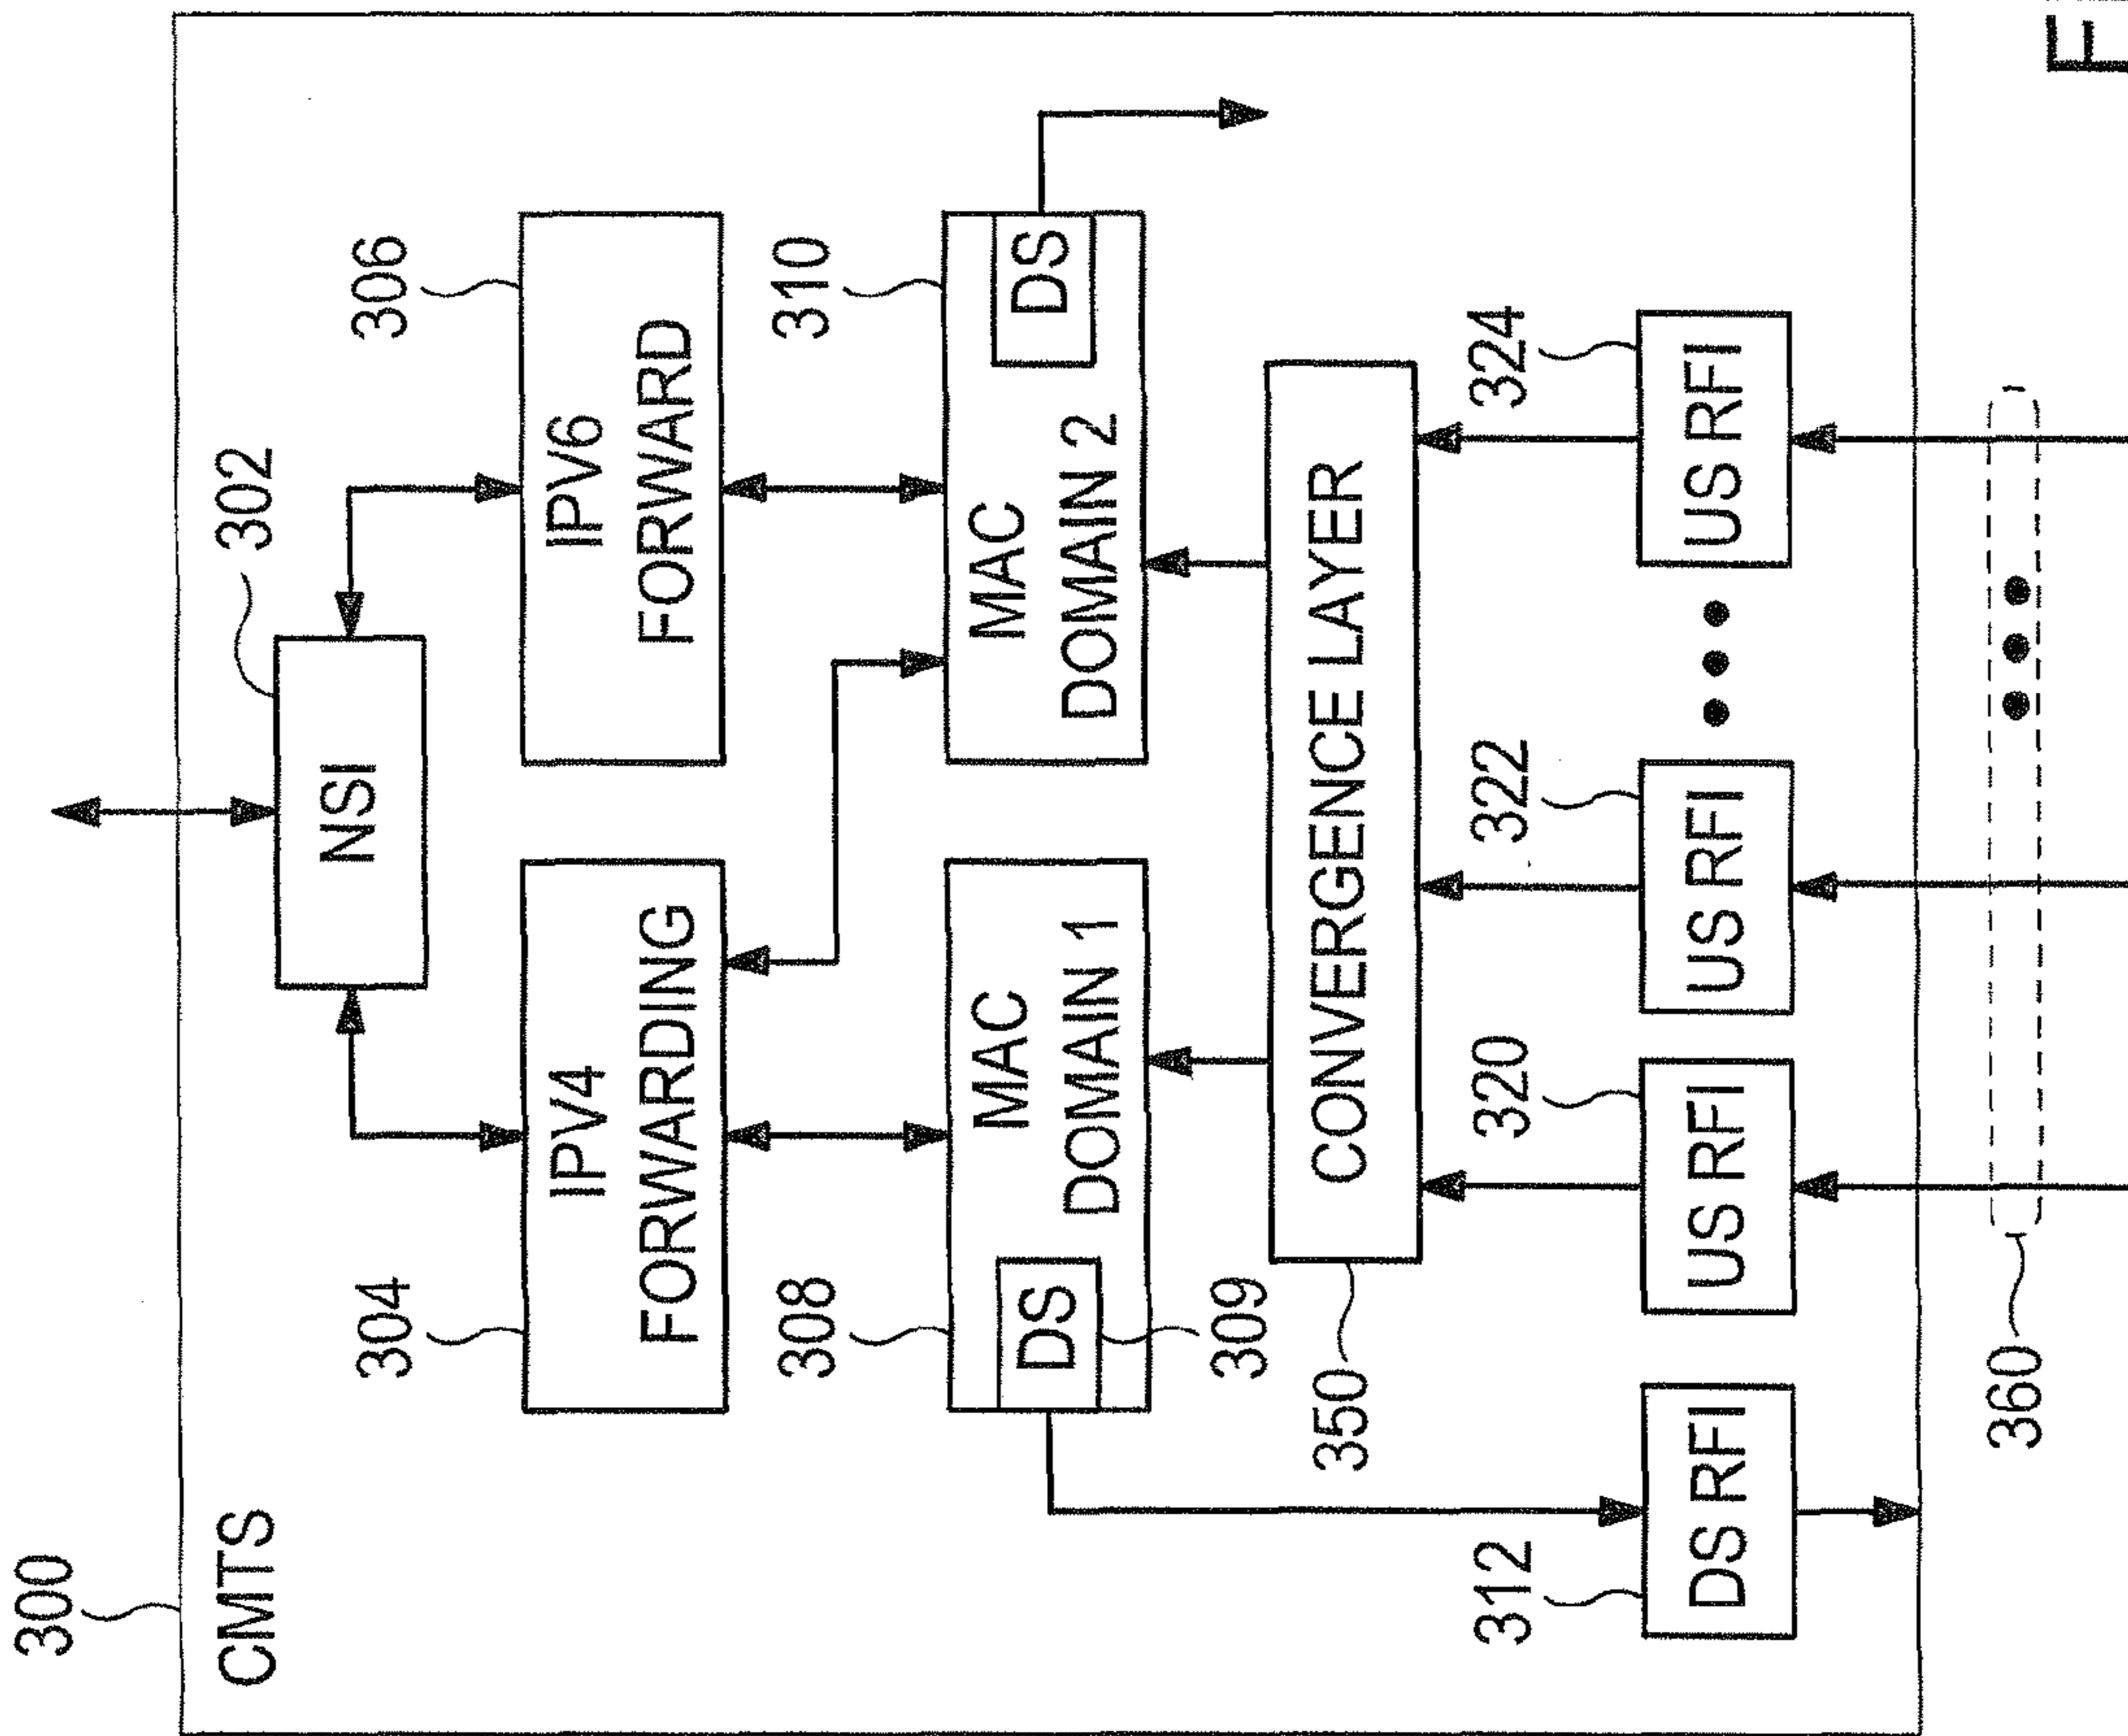 300
CMTS
302
NSI
304
IPV4
FORWARDING
306
IPV6
FORWARD
308
MAC
DOMAIN 1
DS
309
310
MAC
DOMAIN 2
DS
350
CONVERGENCE LAYER
312
DS RFI
320
US RFI
322
US RFI
324
US RFI
360